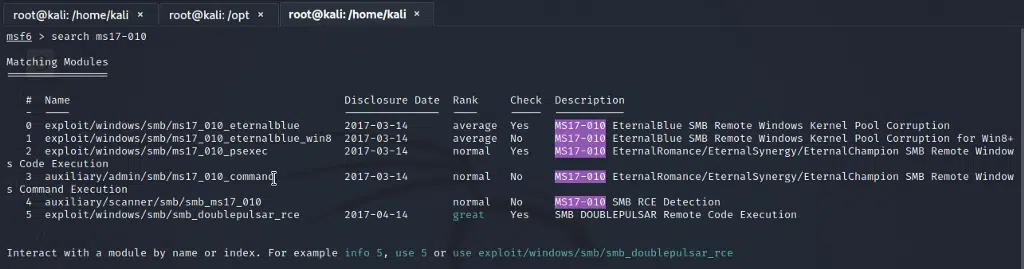 root@kali: /home/kali × root@kali: /opt × root@kali: /home/kali ×
msf6 > search ms17-010
Matching Modules
================
# Name Disclosure Date Rank Check Description
- ---- --------------- ---- ----- -----------
0 exploit/windows/smb/ms17_010_eternalblue 2017-03-14 average Yes MS17-010 EternalBlue SMB Remote Windows Kernel Pool Corruption
1 exploit/windows/smb/ms17_010_eternalblue_win8 2017-03-14 average No MS17-010 EternalBlue SMB Remote Windows Kernel Pool Corruption for Win8+
2 exploit/windows/smb/ms17_010_psexec 2017-03-14 normal Yes MS17-010 EternalRomance/EternalSynergy/EternalChampion SMB Remote Window
s Code Execution
3 auxiliary/admin/smb/ms17_010_command 2017-03-14 normal No MS17-010 EternalRomance/EternalSynergy/EternalChampion SMB Remote Window
s Command Execution
4 auxiliary/scanner/smb/smb_ms17_010 normal No MS17-010 SMB RCE Detection
5 exploit/windows/smb/smb_doublepulsar_rce 2017-04-14 great Yes SMB DOUBLEPULSAR Remote Code Execution
Interact with a module by name or index. For example info 5, use 5 or use exploit/windows/smb/smb_doublepulsar_rce